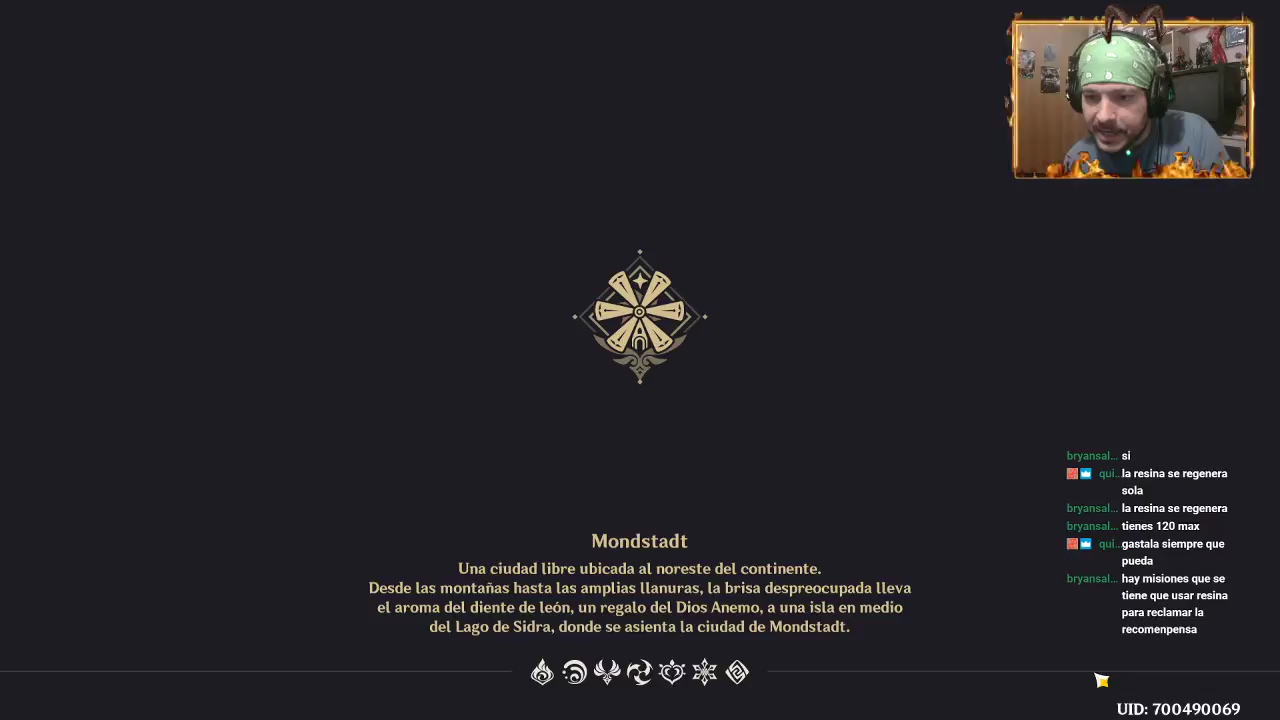 bryansal... si
qui... la resina se regenera
sola
bryansal... la resina se regenera
bryansal... tienes 120 max
qui... gastala siempre que
pueda
bryansal... hay misiones que se
tiene que usar resina
para reclamar la
recomenpensa
Mondstadt
Una ciudad libre ubicada al noreste del continente.
Desde las montañas hasta las amplias llanuras, la brisa despreocupada lleva
el aroma del diente de león, un regalo del Dios Anemo, a una isla en medio
del Lago de Sidra, donde se asienta la ciudad de Mondstadt.
UID: 700490069